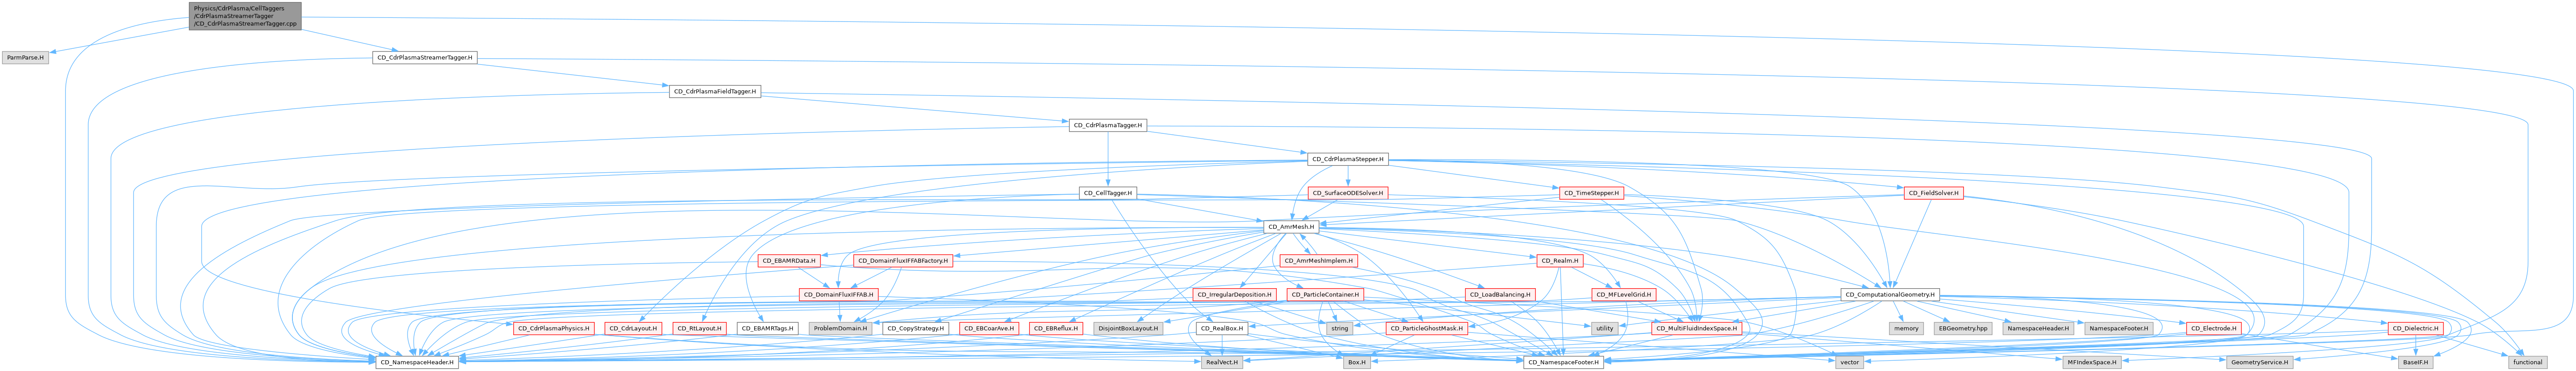 Physics/CdrPlasma/CellTaggers
/CdrPlasmaStreamerTagger
/CD_CdrPlasmaStreamerTagger.cpp
ParmParse.H
CD_CdrPlasmaStreamerTagger.H
CD_CdrPlasmaFieldTagger.H
CD_CdrPlasmaTagger.H
CD_CdrPlasmaStepper.H
CD_CellTagger.H
CD_SurfaceODESolver.H
CD_TimeStepper.H
CD_FieldSolver.H
CD_AmrMesh.H
CD_EBAMRData.H
CD_DomainFluxIFFABFactory.H
CD_AmrMeshImplem.H
CD_Realm.H
CD_DomainFluxIFFAB.H
CD_IrregularDeposition.H
CD_ParticleContainer.H
CD_LoadBalancing.H
CD_MFLevelGrid.H
CD_ComputationalGeometry.H
CD_CdrPlasmaPhysics.H
CD_CdrLayout.H
CD_RtLayout.H
CD_EBAMRTags.H
ProblemDomain.H
CD_CopyStrategy.H
CD_EBCoarAve.H
CD_EBReflux.H
DisjointBoxLayout.H
CD_RealBox.H
string
CD_ParticleGhostMask.H
utility
CD_MultiFluidIndexSpace.H
memory
EBGeometry.hpp
NamespaceHeader.H
NamespaceFooter.H
CD_Electrode.H
CD_Dielectric.H
CD_NamespaceHeader.H
RealVect.H
Box.H
CD_NamespaceFooter.H
vector
MFIndexSpace.H
GeometryService.H
BaseIF.H
functional